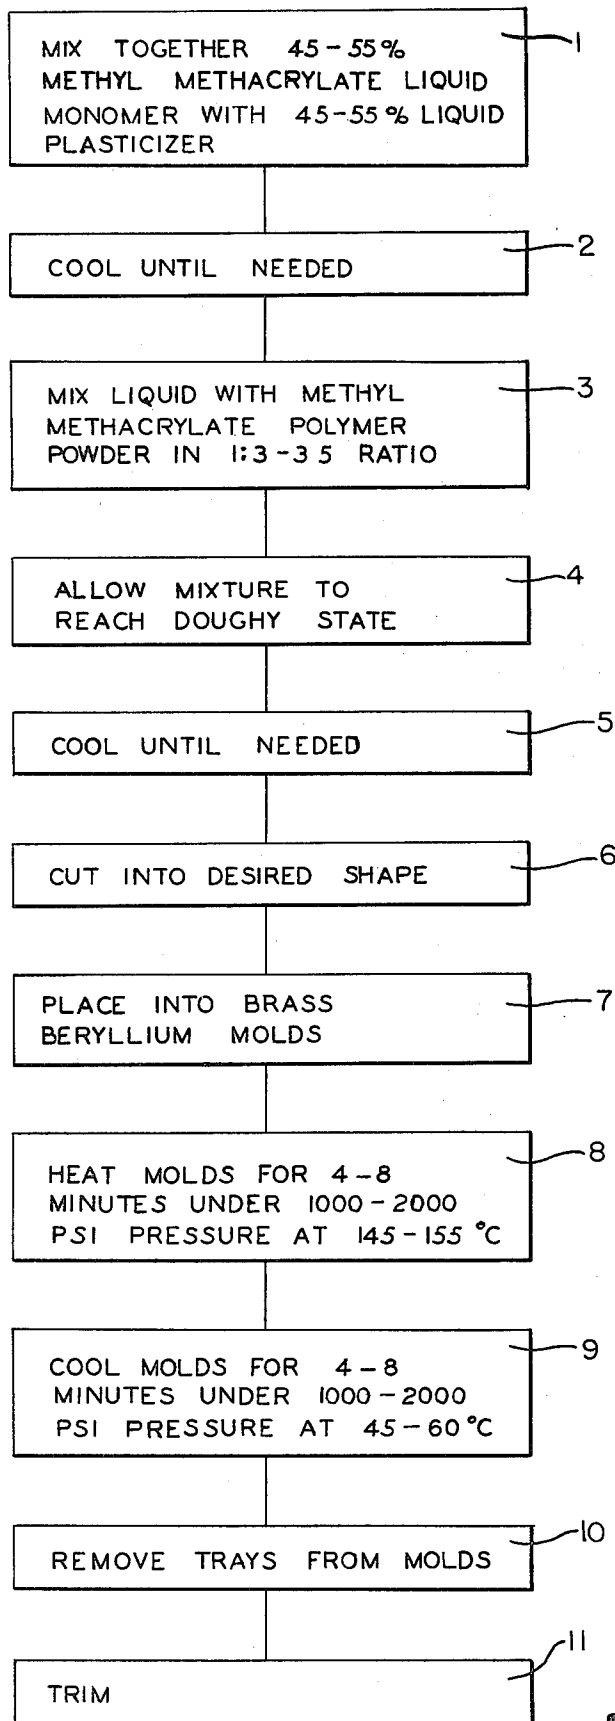 MIX TOGETHER 45-55%
METHYL METHACRYLATE LIQUID
MONOMER WITH 45-55% LIQUID
PLASTICIZER
1
COOL UNTIL NEEDED
2
MIX LIQUID WITH METHYL
METHACRYLATE POLYMER
POWDER IN 1:3-3 5 RATIO
3
ALLOW MIXTURE TO
REACH DOUGHY STATE
4
COOL UNTIL NEEDED
5
CUT INTO DESIRED SHAPE
6
PLACE INTO BRASS
BERYLLIUM MOLDS
7
HEAT MOLDS FOR 4-8
MINUTES UNDER 1000-2000
PSI PRESSURE AT 145-155 °C
8
COOL MOLDS FOR 4-8
MINUTES UNDER 1000-2000
PSI PRESSURE AT 45-60 °C
9
REMOVE TRAYS FROM MOLDS
10
TRIM
11